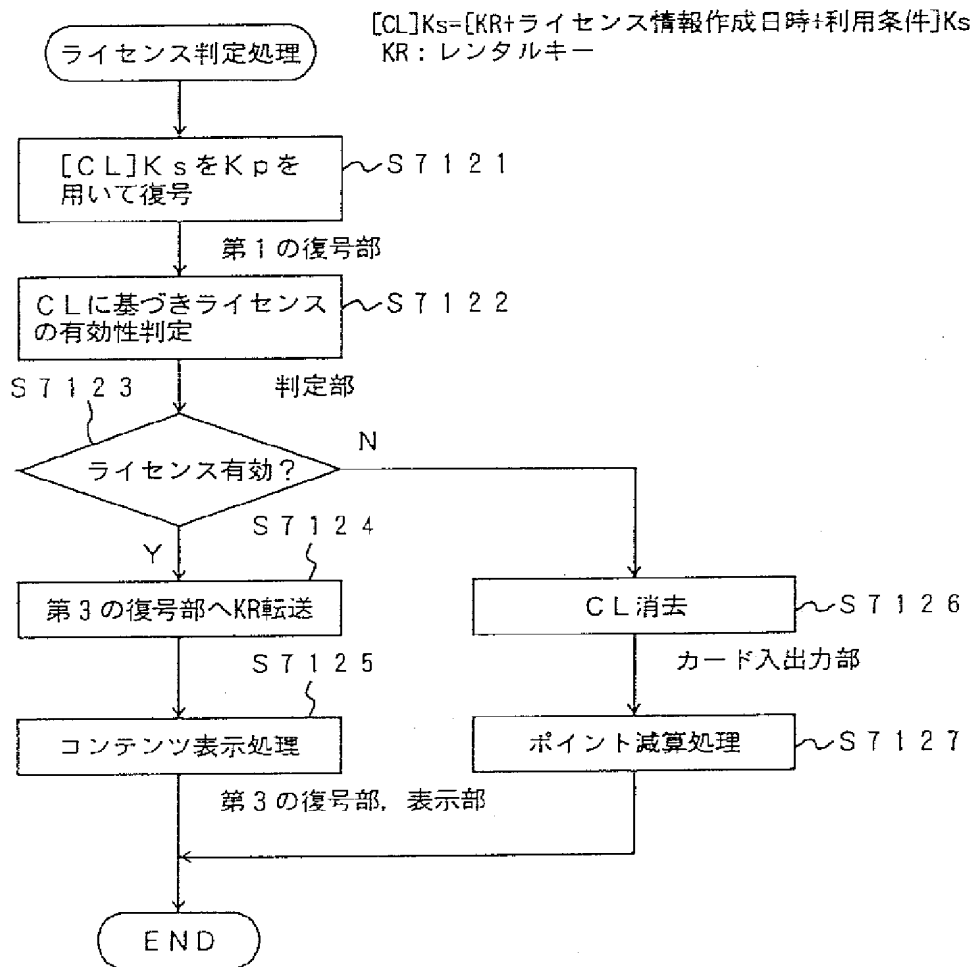 [CL]Ks=[KR+ライセンス情報作成日時+利用条件]Ks
KR:レンタルキー
ライセンス判定処理
[CL]KsをKpを
用いて復号
S7121
第1の復号部
CLに基づきライセンス
の有効性判定
S7122
S7123
判定部
ライセンス有効?
N
Y
S7124
第3の復号部へKR転送
CL消去
S7126
カード入出力部
S7125
コンテンツ表示処理
ポイント減算処理
S7127
第3の復号部,表示部
END